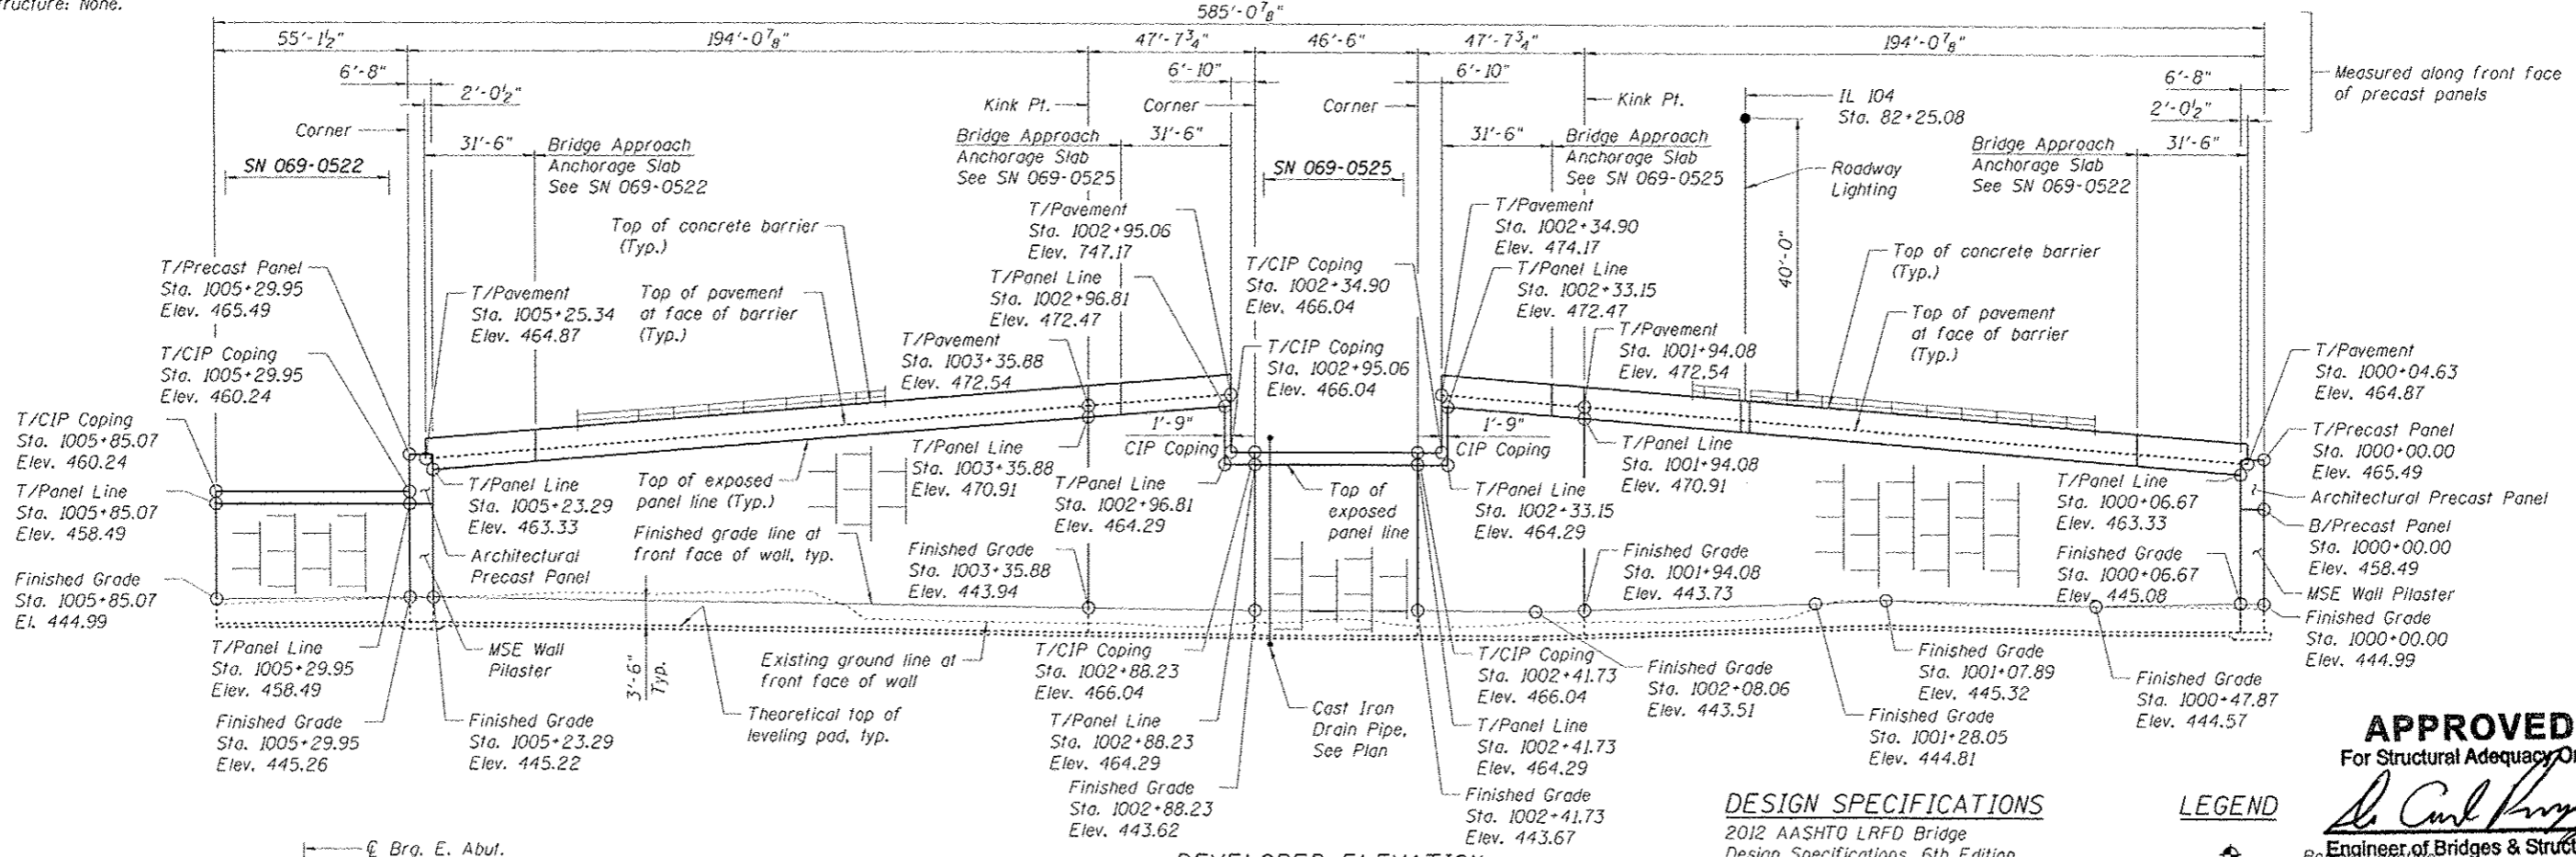 structure: None.
585'-0⅞"
55'-1½"
194'-0⅞"
47'-7¾"
46'-6"
47'-7¾"
194'-0⅞"
6'-8"
2'-0½"
6'-10"
6'-10"
6'-8"
2'-0½"
Measured along front face
of precast panels
Corner
Kink Pt.
Corner
Corner
Kink Pt.
IL 104
Sta. 82+25.08
SN 069-0522
31'-6"
Bridge Approach
Anchorage Slab
See SN 069-0522
Bridge Approach
Anchorage Slab
See SN 069-0525
31'-6"
SN 069-0525
31'-6"
Bridge Approach
Anchorage Slab
See SN 069-0525
Roadway
Lighting
40'-0"
Bridge Approach
Anchorage Slab
See SN 069-0522
31'-6"
T/Precast Panel
Sta. 1005+29.95
Elev. 465.49
T/CIP Coping
Sta. 1005+29.95
Elev. 460.24
T/CIP Coping
Sta. 1005+85.07
Elev. 460.24
T/Panel Line
Sta. 1005+85.07
Elev. 458.49
Finished Grade
Sta. 1005+85.07
El. 444.99
T/Pavement
Sta. 1005+25.34
Elev. 464.87
Top of concrete barrier
(Typ.)
Top of pavement
at face of barrier
(Typ.)
T/Pavement
Sta. 1002+95.06
Elev. 747.17
T/Panel Line
Sta. 1002+96.81
Elev. 472.47
T/Pavement
Sta. 1003+35.88
Elev. 472.54
T/CIP Coping
Sta. 1002+34.90
Elev. 466.04
T/CIP Coping
Sta. 1002+95.06
Elev. 466.04
T/Pavement
Sta. 1002+34.90
Elev. 474.17
T/Panel Line
Sta. 1002+33.15
Elev. 472.47
T/Pavement
Sta. 1001+94.08
Elev. 472.54
Top of concrete barrier
(Typ.)
Top of pavement
at face of barrier
(Typ.)
T/Pavement
Sta. 1000+04.63
Elev. 464.87
T/Precast Panel
Sta. 1000+00.00
Elev. 465.49
Architectural Precast Panel
B/Precast Panel
Sta. 1000+00.00
Elev. 458.49
MSE Wall Pilaster
Finished Grade
Sta. 1000+00.00
Elev. 444.99
T/Panel Line
Sta. 1005+23.29
Elev. 463.33
Architectural
Precast Panel
Top of exposed
panel line (Typ.)
Finished grade line at
front face of wall, typ.
T/Panel Line
Sta. 1003+35.88
Elev. 470.91
Finished Grade
Sta. 1003+35.88
Elev. 443.94
1'-9"
CIP Coping
T/Panel Line
Sta. 1002+96.81
Elev. 464.29
Top of
exposed
panel line
1'-9"
CIP Coping
T/Panel Line
Sta. 1002+33.15
Elev. 464.29
T/Panel Line
Sta. 1001+94.08
Elev. 470.91
Finished Grade
Sta. 1001+94.08
Elev. 443.73
T/Panel Line
Sta. 1000+06.67
Elev. 463.33
Finished Grade
Sta. 1000+06.67
Elev. 445.08
T/Panel Line
Sta. 1005+29.95
Elev. 458.49
Finished Grade
Sta. 1005+29.95
Elev. 445.26
MSE Wall
Pilaster
Finished Grade
Sta. 1005+23.29
Elev. 445.22
3'-6"
Typ.
Existing ground line at
front face of wall
Theoretical top of
leveling pad, typ.
T/CIP Coping
Sta. 1002+88.23
Elev. 466.04
T/Panel Line
Sta. 1002+88.23
Elev. 464.29
Finished Grade
Sta. 1002+88.23
Elev. 443.62
Cast Iron
Drain Pipe,
See Plan
T/CIP Coping
Sta. 1002+41.73
Elev. 466.04
T/Panel Line
Sta. 1002+41.73
Elev. 464.29
Finished Grade
Sta. 1002+41.73
Elev. 443.67
Finished Grade
Sta. 1002+08.06
Elev. 443.51
Finished Grade
Sta. 1001+28.05
Elev. 444.81
Finished Grade
Sta. 1001+07.89
Elev. 445.32
Finished Grade
Sta. 1000+47.87
Elev. 444.57
APPROVED
For Structural Adequacy
Engineer of Bridges &
DESIGN SPECIFICATIONS
2012 AASHTO LRFD Bridge
Design Specifications, 6th Edition
LEGEND
℄ Brg. E. Abut.
DEVELOPED ELEVATION